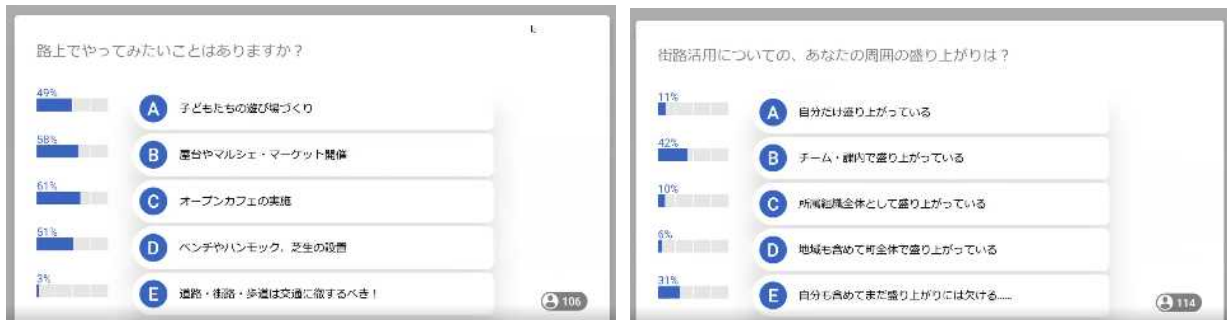 路上でやってみたいことはありますか？
49%
A 子どもたちの遊び場づくり
58%
B 屋台やマルシェ・マーケット開催
61%
C オープンカフェの実施
51%
D ベンチやハンモック、芝生の設置
3%
E 道路・街路・歩道は交通に徹するべき！
106
街路活用についての、あなたの周囲の盛り上がりは？
11%
A 自分だけ盛り上がっている
42%
B チーム・課内で盛り上がっている
10%
C 所属組織全体として盛り上がっている
6%
D 地域も含めて町全体で盛り上がっている
31%
E 自分も含めてまだ盛り上がりには欠ける......
114